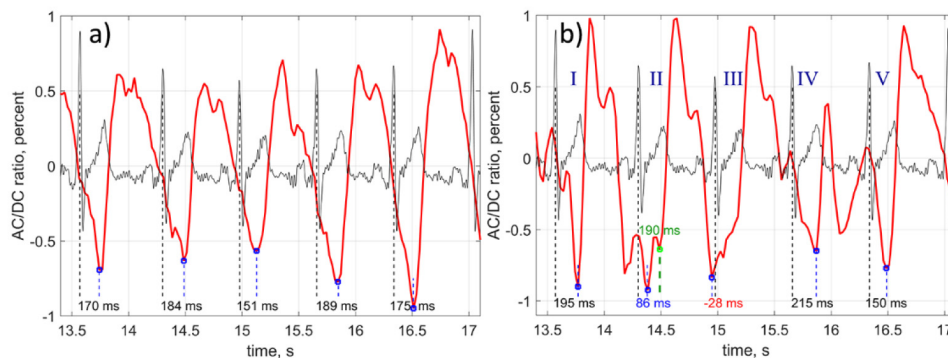 a)
AC/DC ratio, percent
1
0.5
0
-0.5
-1
170 ms
184 ms
151 ms
189 ms
175 ms
13.5 14 14.5 15 15.5 16 16.5 17
time, s
b)
AC/DC ratio, percent
1
0.5
0
-0.5
-1
I II III IV V
190 ms
195 ms
86 ms
-28 ms
215 ms
150 ms
13.5 14 14.5 15 15.5 16 16.5 17
time, s